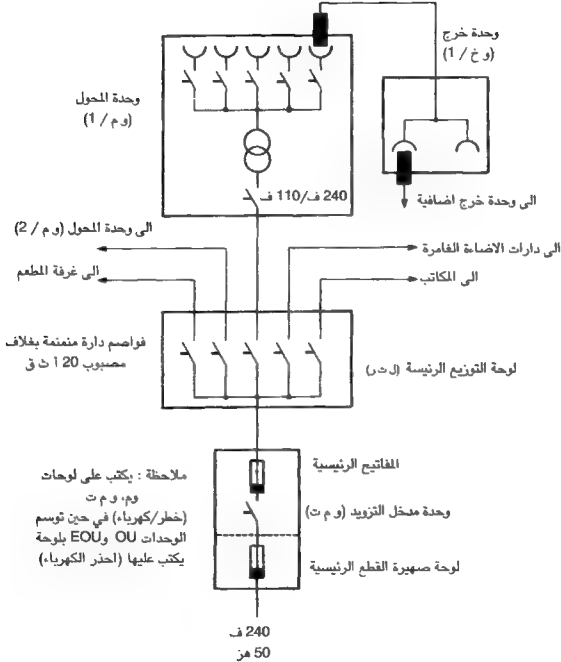 وحدة خرج
(و خ / 1)
وحدة المحول
(و م / 1)
240 ف/110 ف
الى وحدة خرج اضافية
الى وحدة المحول (و م / 2)
الى دارات الاضاءة الغامرة
الى غرفة المطعم
الى المكاتب
فواصم دارة منمنمة بغلاف
مصبوب 120 ث ق
لوحة التوزيع الرئيسة (ل ت ر)
المفاتيح الرئيسية
وحدة مدخل التزويد (و م ت)
لوحة صهيرة القطع الرئيسية
ملاحظة : يكتب على لوحات
وم، و م ت
(خطر/كهرباء) في حين توسم
الوحدات OU وEOU بلوحة
يكتب عليها (احذر الكهرباء)
240 ف
50 هز